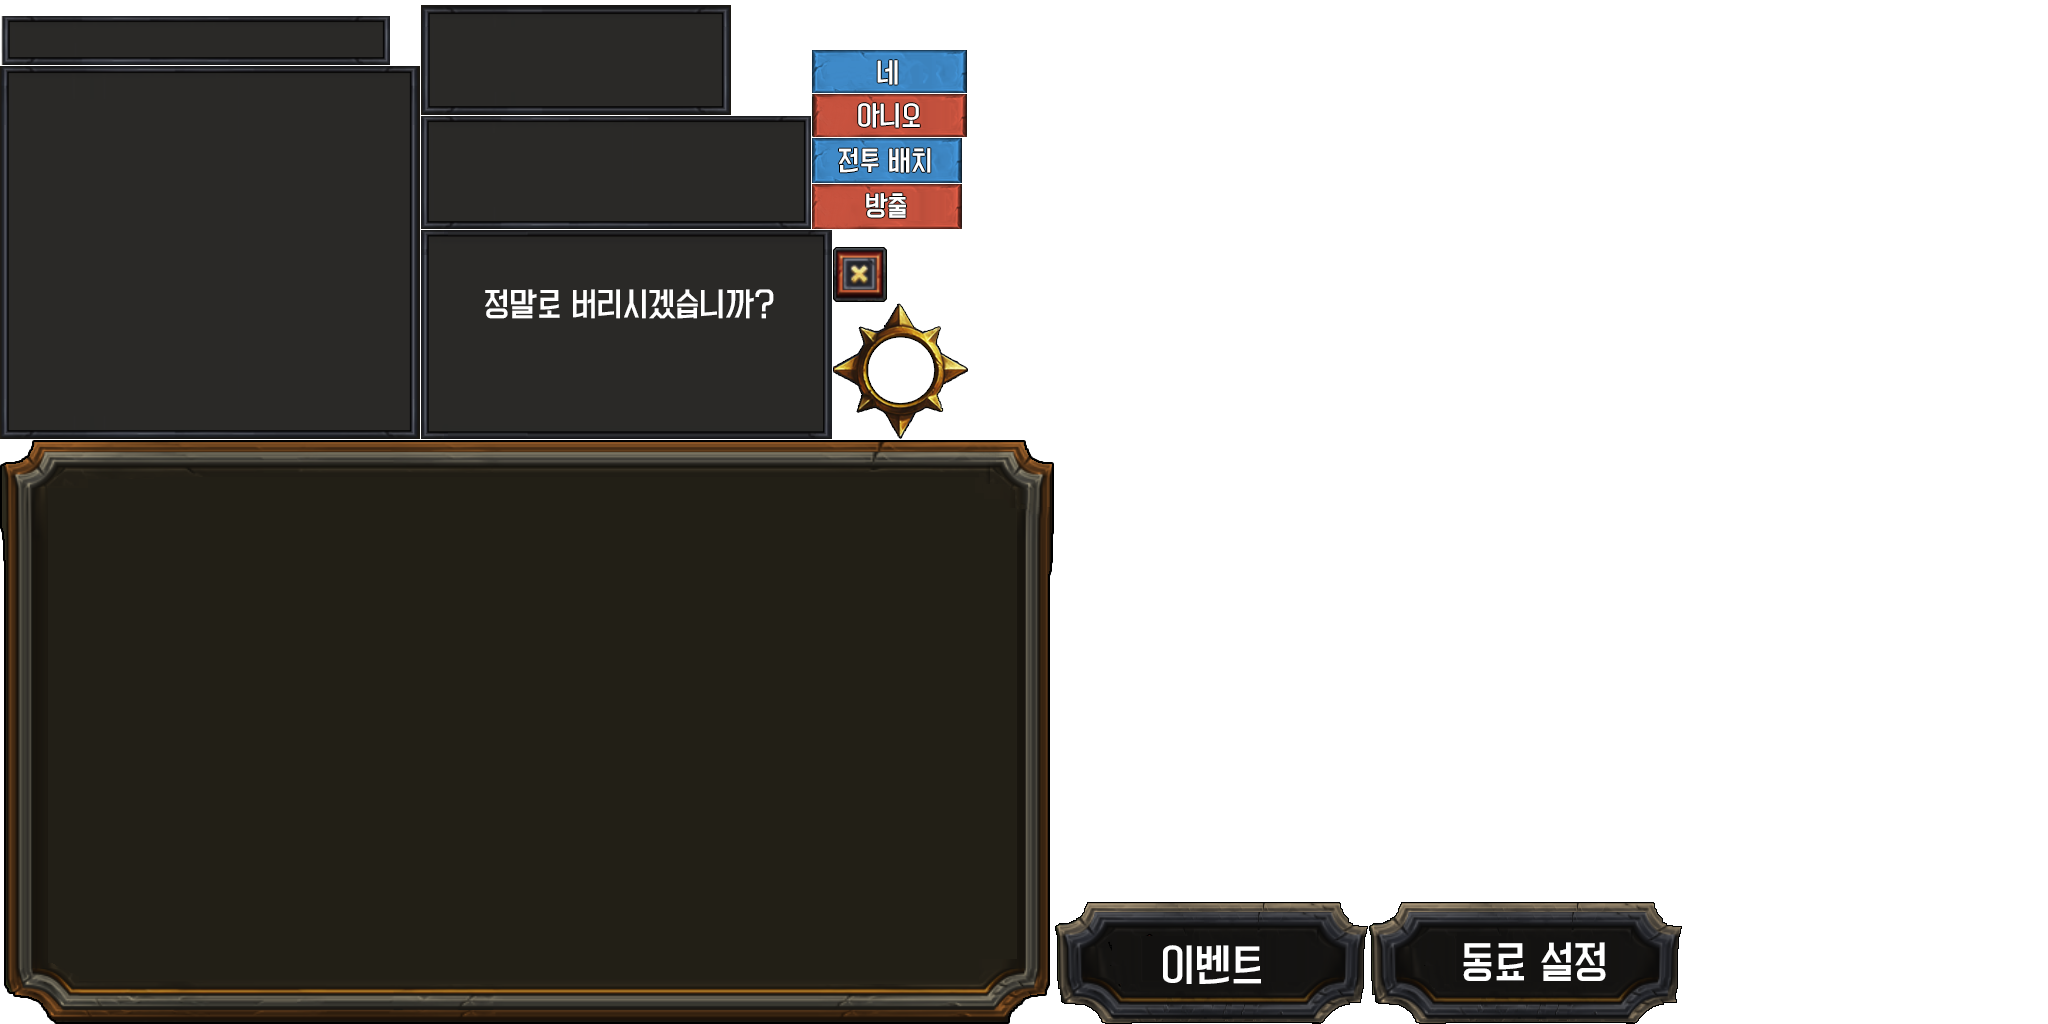 네
아니오
전투 배치
방출
정말로 버리시겠습니까?
이벤트
동료 설정